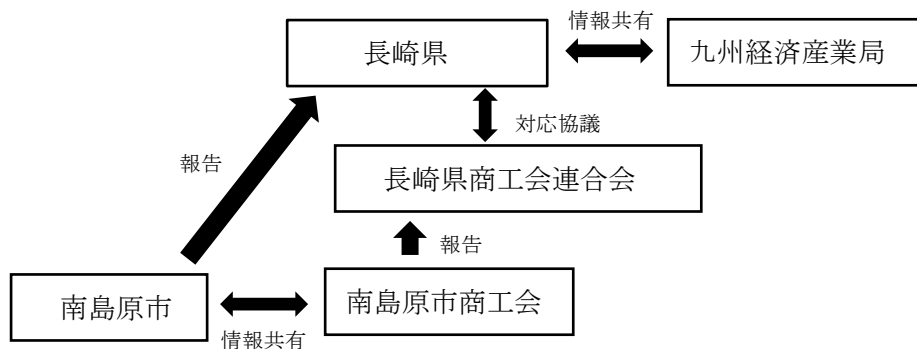 情報共有
長崎県
九州経済産業局
対応協議
報告
長崎県商工会連合会
報告
南島原市
南島原市商工会
情報共有